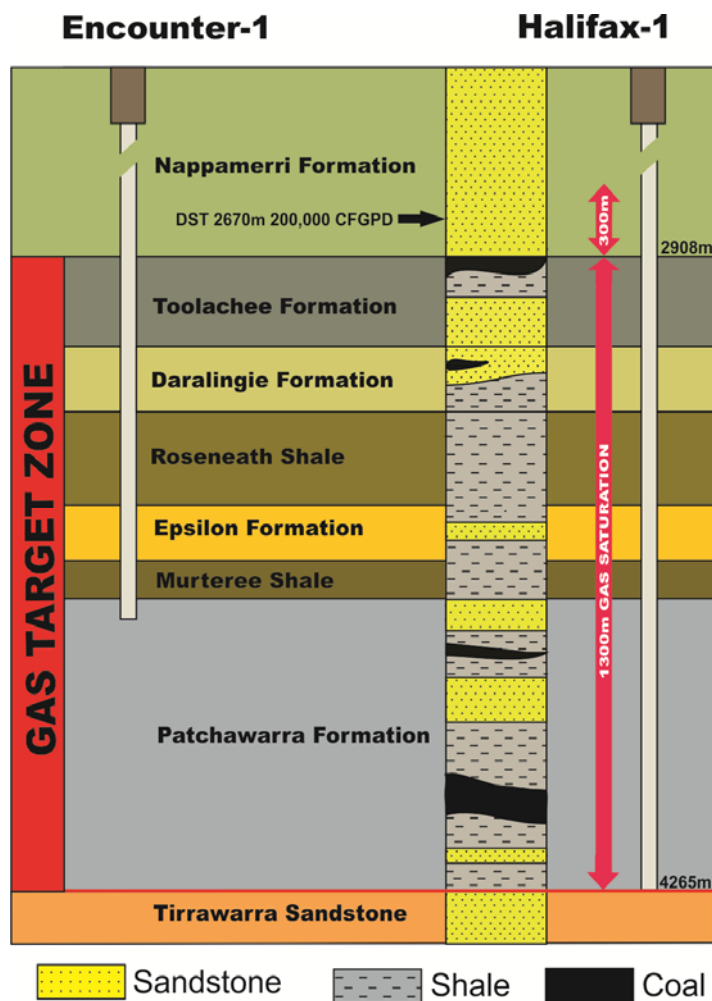 Encounter-1
Halifax-1
Nappamerri Formation
DST 2670m 200,000 CFGPD
300m
2908m
Toolachee Formation
Daralingie Formation
Roseneath Shale
Epsilon Formation
Murteree Shale
Patchawarra Formation
GAS TARGET ZONE
1300m GAS SATURATION
4265m
Tirrawarra Sandstone
Sandstone
Shale
Coal